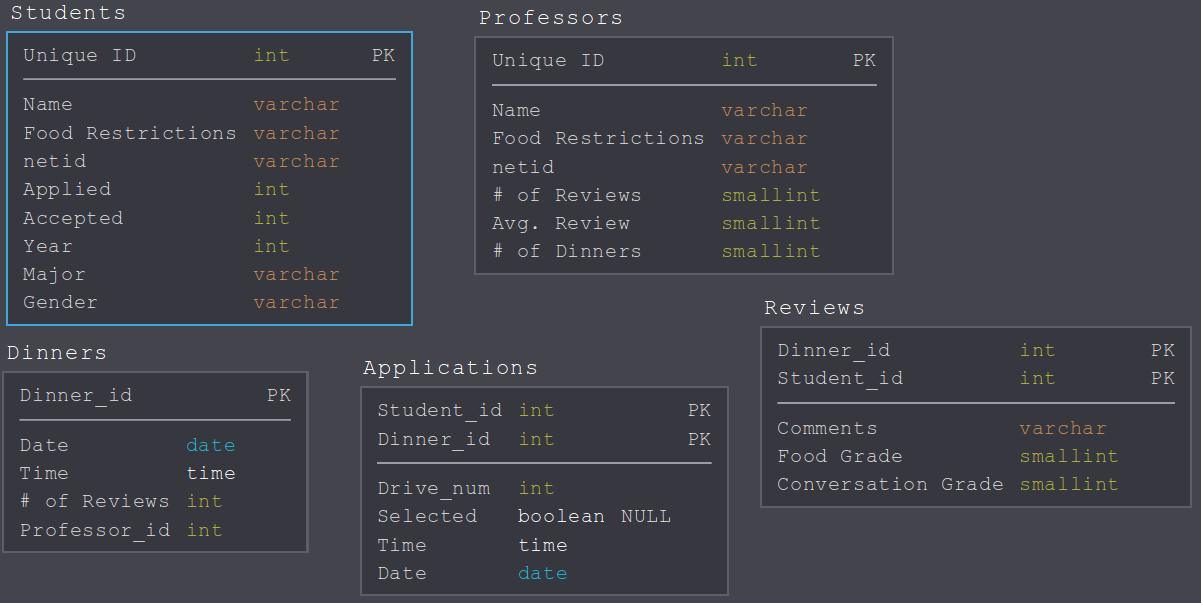 Students
Unique ID int PK
Name varchar
Food Restrictions varchar
netid varchar
Applied int
Accepted int
Year int
Major varchar
Gender varchar
Professors
Unique ID int PK
Name varchar
Food Restrictions varchar
netid varchar
# of Reviews smallint
Avg. Review smallint
# of Dinners smallint
Dinners
Dinner_id PK
Date date
Time time
# of Reviews int
Professor_id int
Applications
Student_id int PK
Dinner_id int PK
Drive_num int
Selected boolean NULL
Time time
Date date
Reviews
Dinner_id int PK
Student_id int PK
Comments varchar
Food Grade smallint
Conversation Grade smallint